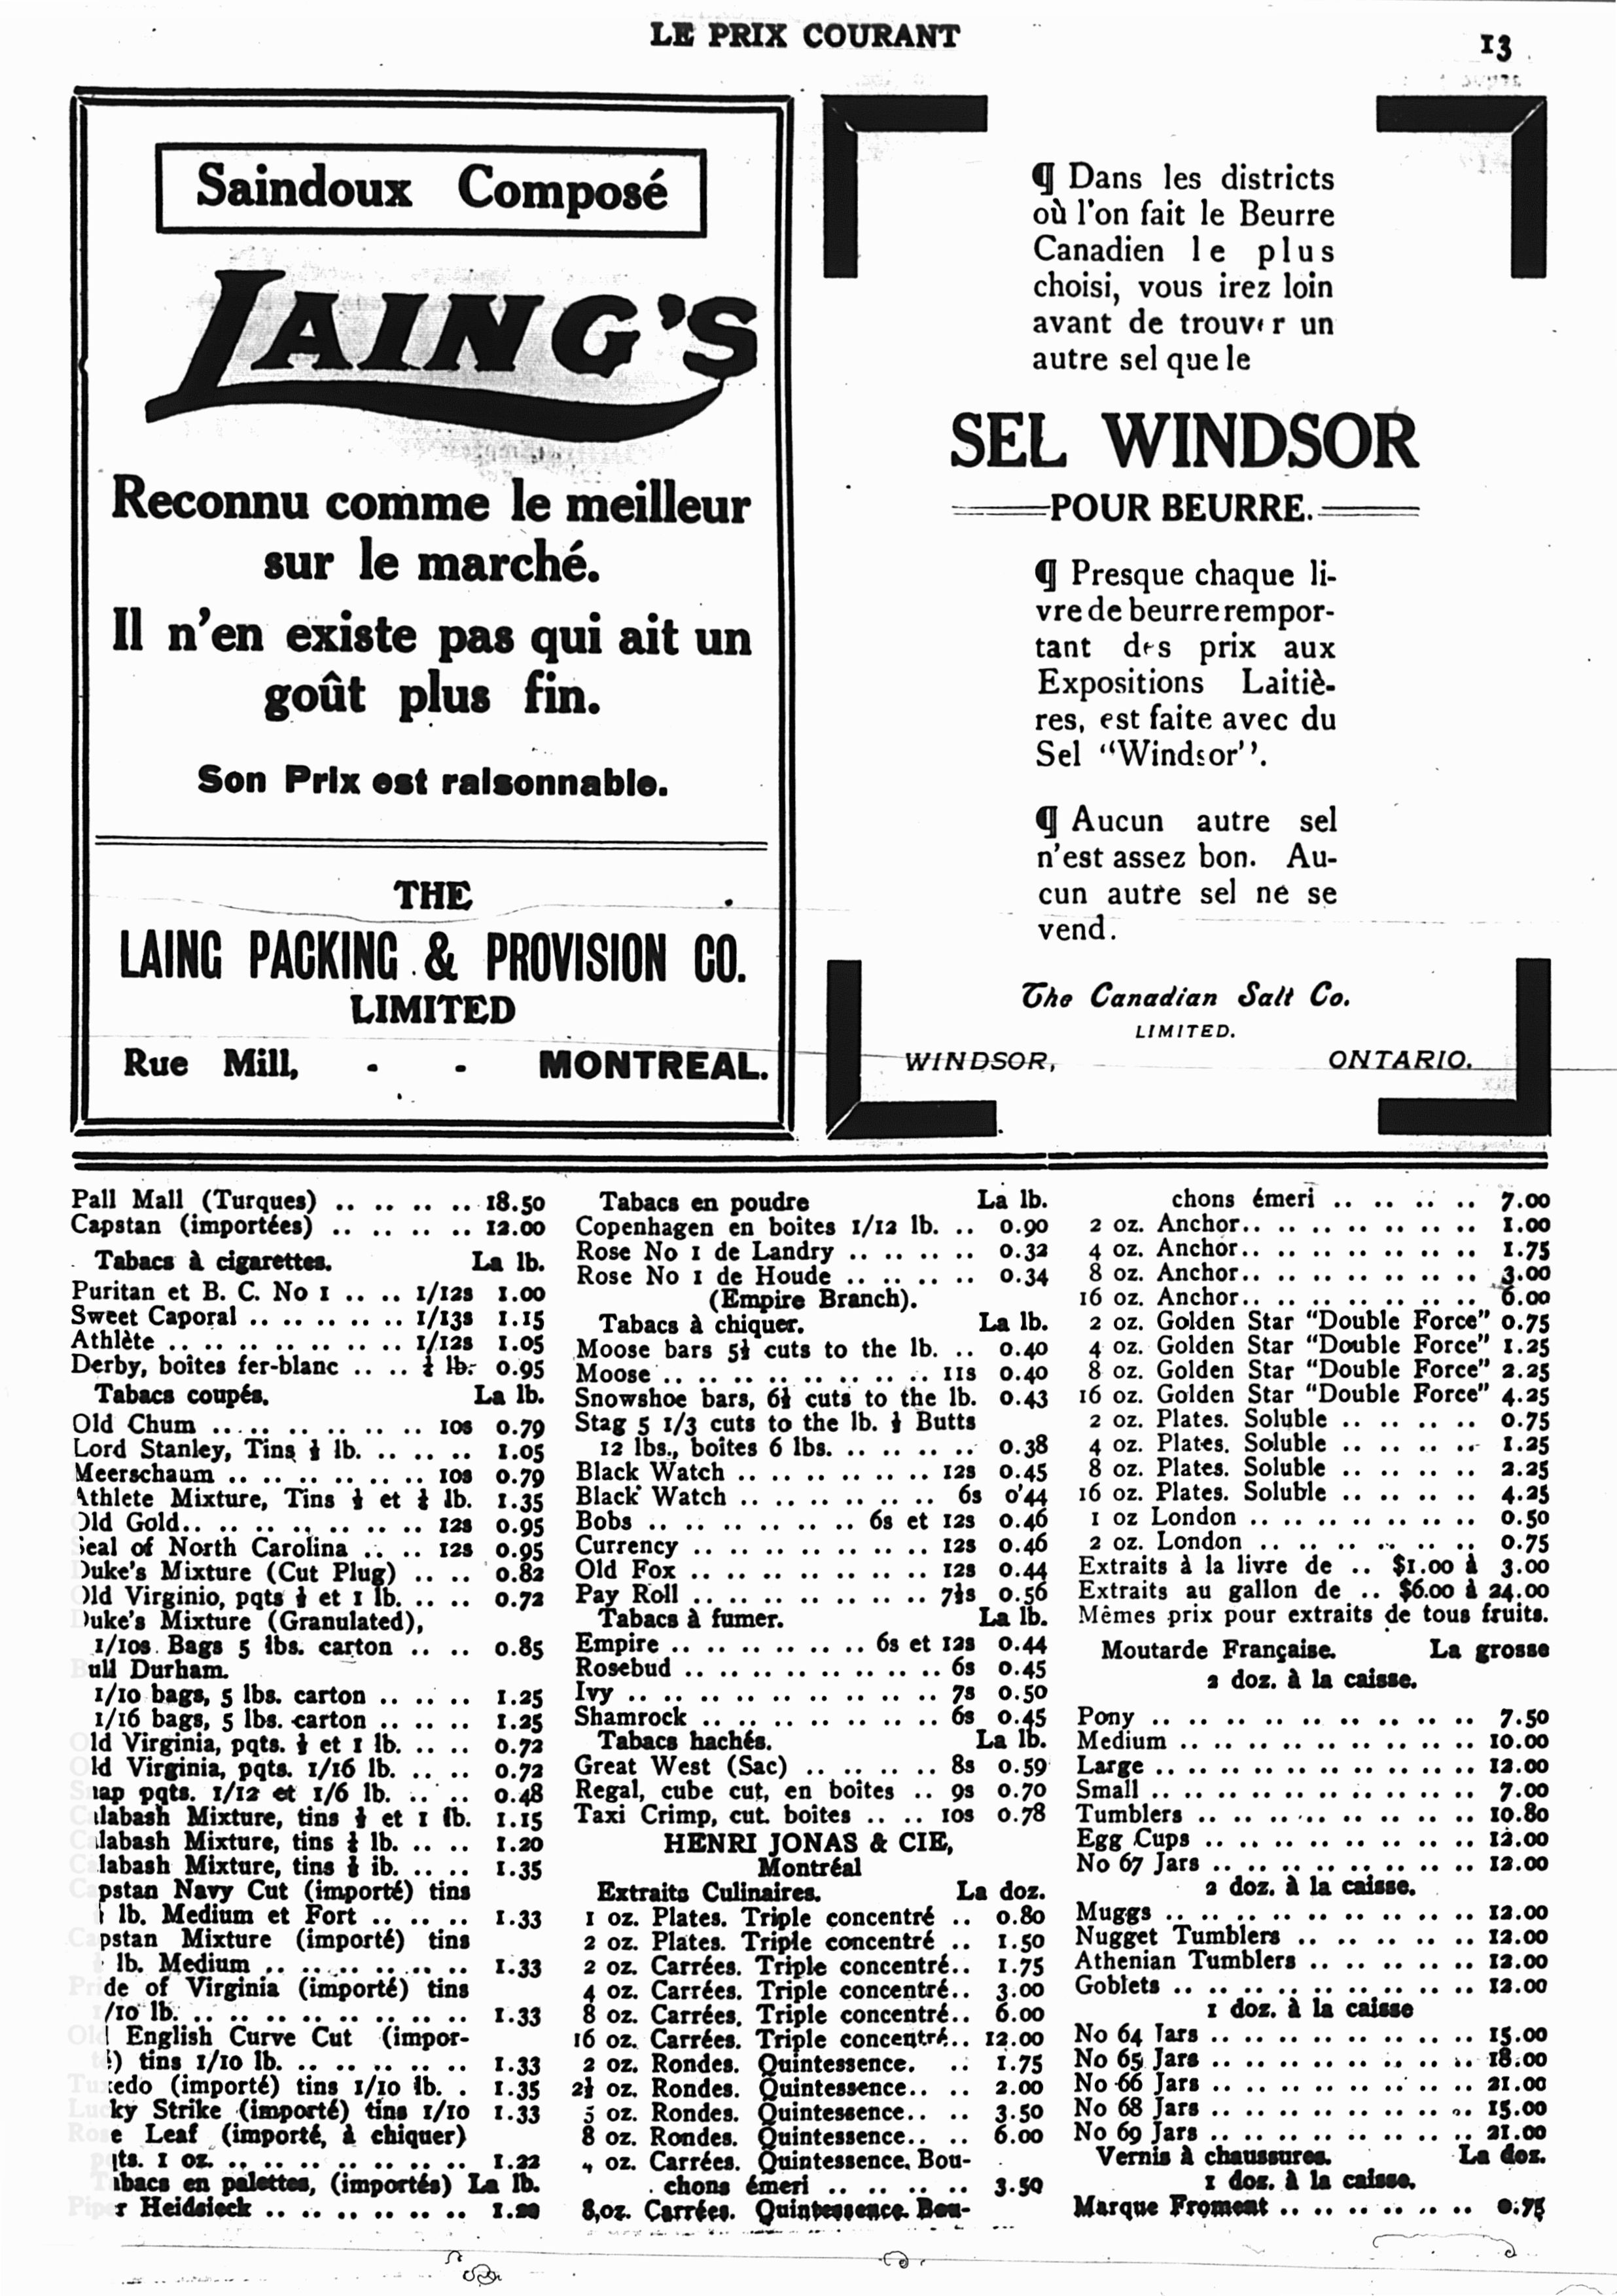 LE PRIX COURANT
13
Saindoux Composé
LAING'S
Reconnu comme le meilleur
sur le marché.
Il n'en existe pas qui ait un
goût plus fin.
Son Prix est raisonnable.
THE
LAING PACKING & PROVISION CO.
LIMITED
Rue Mill, - - MONTREAL.
¶ Dans les districts
où l'on fait le Beurre
Canadien le plus
choisi, vous irez loin
avant de trouver un
autre sel que le
SEL WINDSOR
POUR BEURRE.
¶ Presque chaque li-
vre de beurre rempor-
tant des prix aux
Expositions Laitiè-
res, est faite avec du
Sel "Windsor".
¶ Aucun autre sel
n'est assez bon. Au-
cun autre sel ne se
vend.
The Canadian Salt Co.
LIMITED.
WINDSOR, ONTARIO.
Pall Mall (Turques) .. .. .. .. .. 18.50
Capstan (importées) .. .. .. .. .. 12.00
Tabacs à cigarettes. La lb.
Puritan et B. C. No 1 .. .. 1/12s 1.00
Sweet Caporal .. .. .. .. .. 1/13s 1.15
Athlète .. .. .. .. .. .. .. 1/12s 1.05
Derby, boîtes fer-blanc .. .. lb. 0.95
Tabacs coupés. La lb.
Old Chum .. .. .. .. .. .. .. 10s 0.79
Lord Stanley, Tins lb. .. .. .. 1.05
Meerschaum .. .. .. .. .. .. 10s 0.79
Athlete Mixture, Tins et lb. 1.35
Old Gold.. .. .. .. .. .. .. 12s 0.95
Seal of North Carolina .. .. 12s 0.95
Duke's Mixture (Cut Plug) .. .. 0.82
Old Virginio, pqts ½ et 1 lb. .. .. 0.72
Duke's Mixture (Granulated),
1/10s. Bags 5 lbs. carton .. .. 0.85
Bull Durham.
1/10 bags, 5 lbs. carton .. .. .. 1.25
1/16 bags, 5 lbs. carton .. .. .. 1.25
Old Virginia, pqts. ½ et 1 lb. .. .. 0.72
Old Virginia, pqts. 1/16 lb. .. .. 0.72
Snap pqts. 1/12 et 1/6 lb. .. .. 0.48
Calabash Mixture, tins ½ et 1 lb. 1.15
Calabash Mixture, tins lb. .. .. 1.20
Calabash Mixture, tins lb. .. .. 1.35
Capstan Navy Cut (importé) tins
lb. Medium et Fort .. .. .. 1.33
Capstan Mixture (importé) tins
lb. Medium .. .. .. .. .. .. 1.33
Pride of Virginia (importé) tins
1/10 lb. .. .. .. .. .. .. .. .. 1.33
Old English Curve Cut (impor-
té) tins 1/10 lb. .. .. .. .. .. 1.33
Tuxedo (importé) tins 1/10 lb. . 1.35
Lucky Strike (importé) tins 1/10 1.33
Rose Leaf (importé, à chiquer)
pqts. 1 oz. .. .. .. .. .. .. .. 1.22
Tabacs en palettes, (importés) La lb.
Piper Heidsieck .. .. .. .. .. .. 1.20
Tabacs en poudre La lb.
Copenhagen en boites 1/12 lb. .. 0.90
Rose No 1 de Landry .. .. .. .. 0.32
Rose No 1 de Houde .. .. .. .. 0.34
(Empire Branch).
Tabacs à chiquer. La lb.
Moose bars 5½ cuts to the lb. .. 0.40
Moose .. .. .. .. .. .. .. .. 11s 0.40
Snowshoe bars, 6½ cuts to the lb. 0.43
Stag 5 1/3 cuts to the lb. ½ Butts
12 lbs., boites 6 lbs. .. .. .. .. 0.38
Black Watch .. .. .. .. .. .. 12s 0.45
Black Watch .. .. .. .. .. .. 6s 0'44
Bobs .. .. .. .. .. .. 6s et 12s 0.46
Currency .. .. .. .. .. .. .. 12s 0.46
Old Fox .. .. .. .. .. .. .. 12s 0.44
Pay Roll .. .. .. .. .. .. .. 7½s 0.56
Tabacs à fumer. La lb.
Empire .. .. .. .. .. .. 6s et 12s 0.44
Rosebud .. .. .. .. .. .. .. .. 6s 0.45
Ivy .. .. .. .. .. .. .. .. .. 7s 0.50
Shamrock .. .. .. .. .. .. .. 6s 0.45
Tabacs hachés. La lb.
Great West (Sac) .. .. .. .. 8s 0.59
Regal, cube cut, en boites .. 9s 0.70
Taxi Crimp, cut. boites .. .. 10s 0.78
HENRI JONAS & CIE,
Montréal
Extraits Culinaires. La doz.
1 oz. Plates. Triple concentré .. 0.80
2 oz. Plates. Triple concentré .. 1.50
2 oz. Carrées. Triple concentré.. 1.75
4 oz. Carrées. Triple concentré.. 3.00
8 oz. Carrées. Triple concentré.. 6.00
16 oz. Carrées. Triple concentré.. 12.00
2 oz. Rondes. Quintessence. .. 1.75
2½ oz. Rondes. Quintessence.. .. 2.00
5 oz. Rondes. Quintessence.. .. 3.50
8 oz. Rondes. Quintessence.. .. 6.00
4 oz. Carrées. Quintessence. Bou-
chons émeri .. .. .. .. .. 3.50
8 oz. Carrées. Quintessence. Bou-
chons émeri .. .. .. .. 7.00
2 oz. Anchor.. .. .. .. .. .. .. 1.00
4 oz. Anchor.. .. .. .. .. .. .. 1.75
8 oz. Anchor.. .. .. .. .. .. .. 3.00
16 oz. Anchor.. .. .. .. .. .. .. 6.00
2 oz. Golden Star "Double Force" 0.75
4 oz. Golden Star "Double Force" 1.25
8 oz. Golden Star "Double Force" 2.25
16 oz. Golden Star "Double Force" 4.25
2 oz. Plates. Soluble .. .. .. .. 0.75
4 oz. Plates. Soluble .. .. .. .. 1.25
8 oz. Plates. Soluble .. .. .. .. 2.25
16 oz. Plates. Soluble .. .. .. .. 4.25
1 oz London .. .. .. .. .. .. .. 0.50
2 oz. London .. .. .. .. .. .. .. 0.75
Extraits à la livre de .. $1.00 à 3.00
Extraits au gallon de .. $6.00 à 24.00
Mêmes prix pour extraits de tous fruits.
Moutarde Française. La grosse
2 doz. à la caisse.
Pony .. .. .. .. .. .. .. .. .. .. 7.50
Medium .. .. .. .. .. .. .. .. .. 10.00
Large .. .. .. .. .. .. .. .. .. .. 12.00
Small .. .. .. .. .. .. .. .. .. .. 7.00
Tumblers .. .. .. .. .. .. .. .. 10.80
Egg Cups .. .. .. .. .. .. .. .. 12.00
No 67 Jars .. .. .. .. .. .. .. .. 12.00
2 doz. à la caisse.
Muggs .. .. .. .. .. .. .. .. .. 12.00
Nugget Tumblers .. .. .. .. .. 12.00
Athenian Tumblers .. .. .. .. .. 12.00
Goblets .. .. .. .. .. .. .. .. .. 12.00
1 doz. à la caisse
No 64 Jars .. .. .. .. .. .. .. .. 15.00
No 65 Jars .. .. .. .. .. .. .. .. 18.00
No 66 Jars .. .. .. .. .. .. .. .. 21.00
No 68 Jars .. .. .. .. .. .. .. .. 15.00
No 69 Jars .. .. .. .. .. .. .. .. 21.00
Vernis à chaussures. La doz.
1 doz. à la caisse.
Marque Froment .. .. .. .. .. .. 0.75